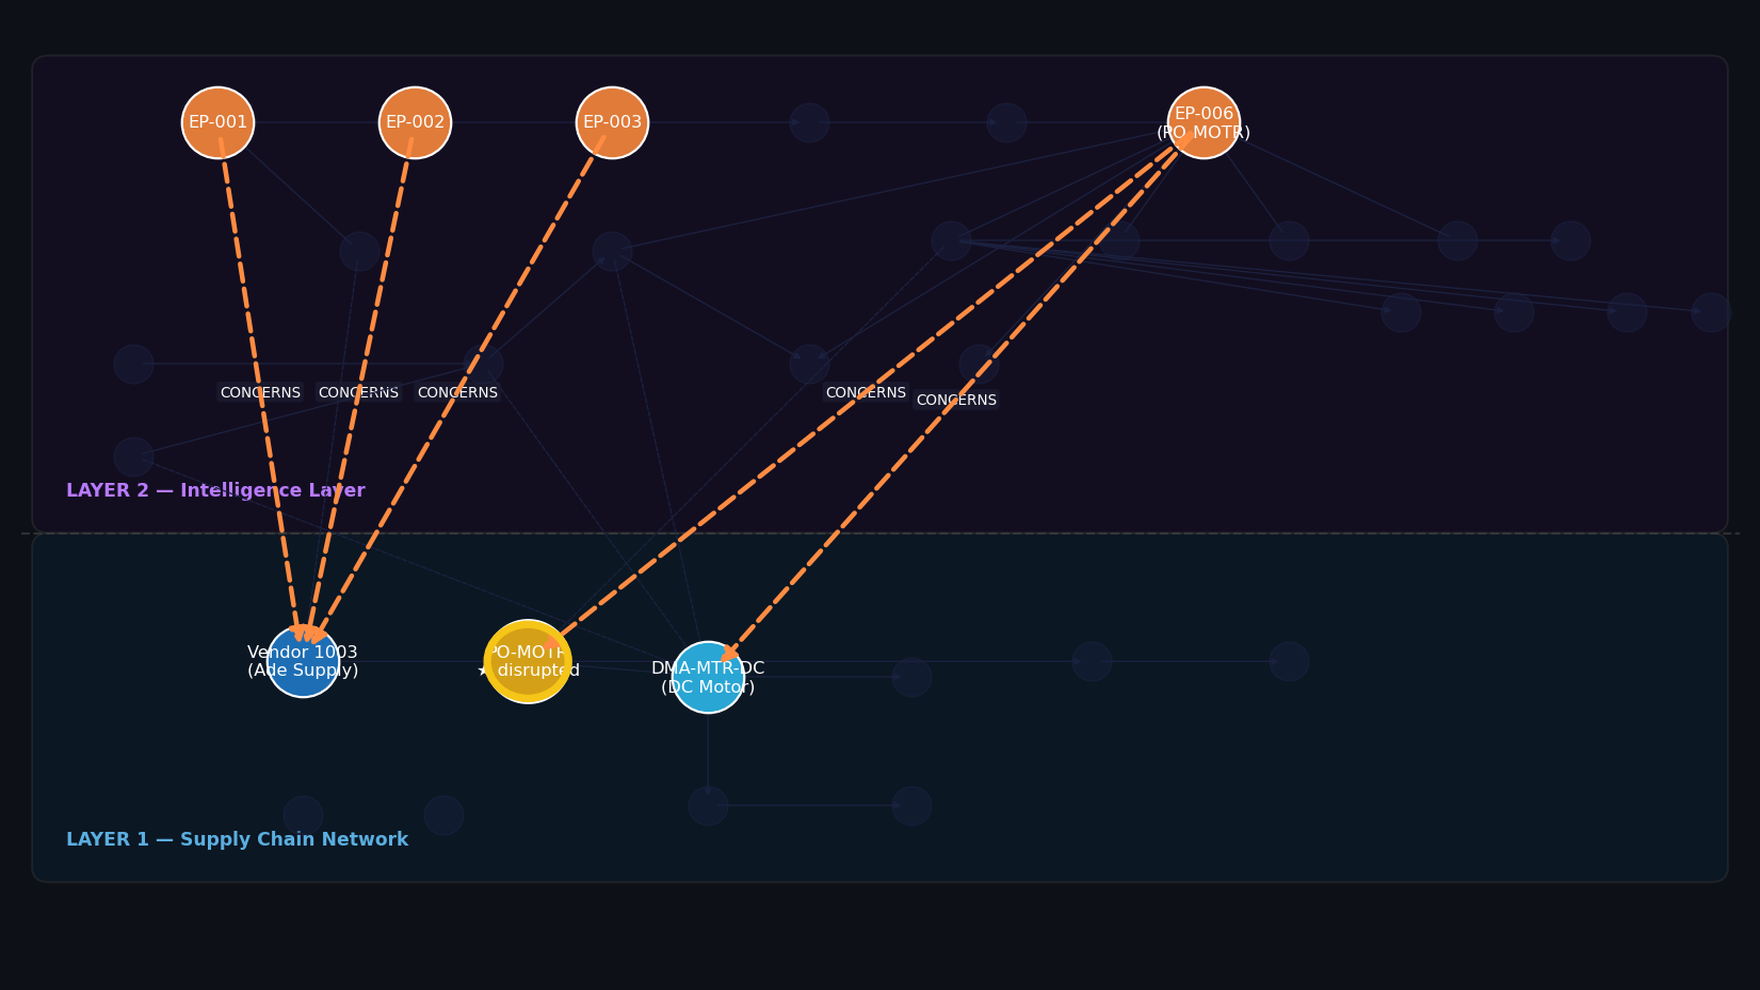 EP-001
EP-002
EP-003
EP-006
(PO-MOTR)
CONCERNS
CONCERNS
CONCERNS
CONCERNS
CONCERNS
LAYER 2 — Intelligence Layer
Vendor 1003
(Ade Supply)
PO-MOTR
★ disrupted
DMA-MTR-DC
(DC Motor)
LAYER 1 — Supply Chain Network